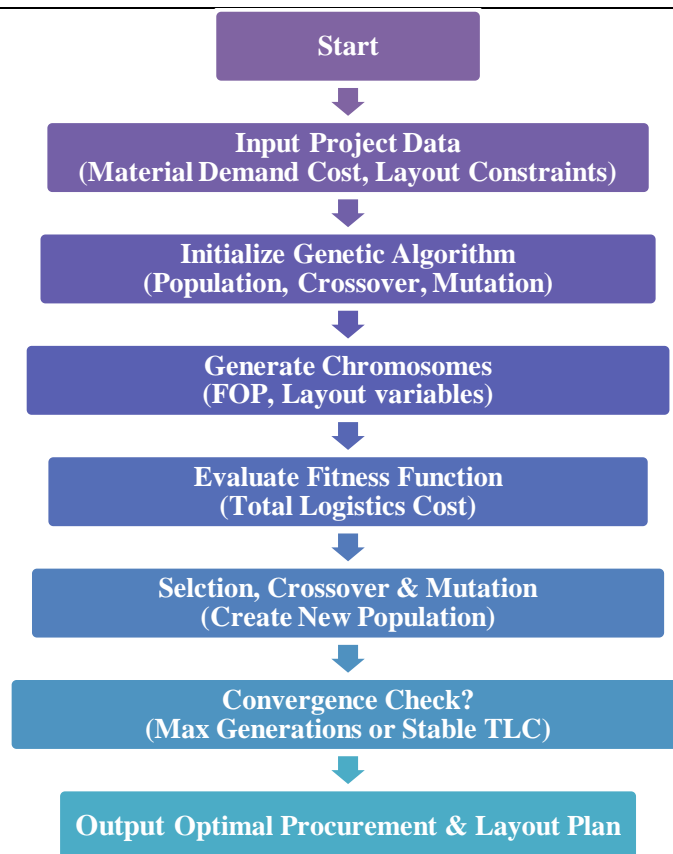 Start
Input Project Data
(Material Demand Cost, Layout Constraints)
Initialize Genetic Algorithm
(Population, Crossover, Mutation)
Generate Chromosomes
(FOP, Layout variables)
Evaluate Fitness Function
(Total Logistics Cost)
Selction, Crossover & Mutation
(Create New Population)
Convergence Check?
(Max Generations or Stable TLC)
Output Optimal Procurement & Layout Plan